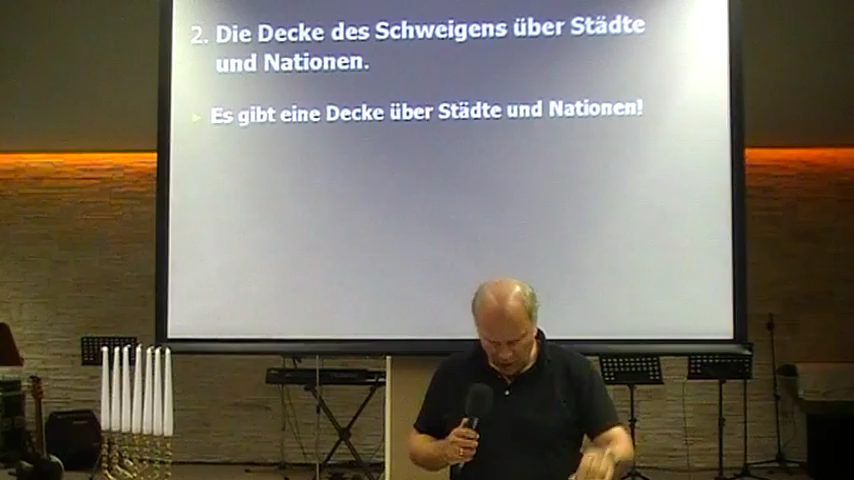 2. Die Decke des Schweigens über Städte
und Nationen.
► Es gibt eine Decke über Städte und Nationen!